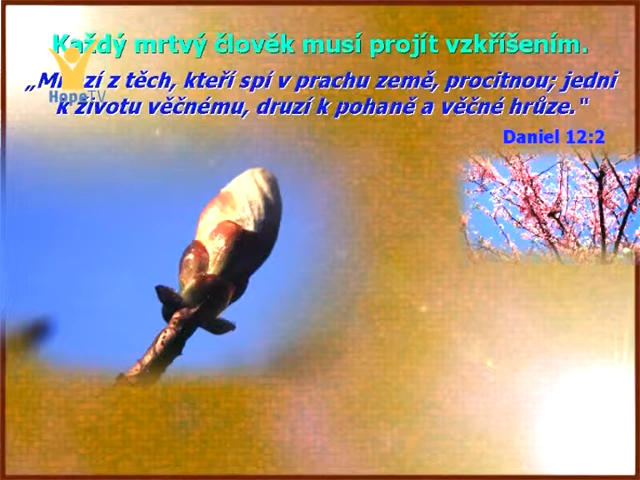 Každý mrtvý člověk musí projít vzkříšením.
„Mnozí z těch, kteří spí v prachu země, procitnou; jedni
k životu věčnému, druzí k pohaně a věčné hrůze."
Daniel 12:2
HopeTV